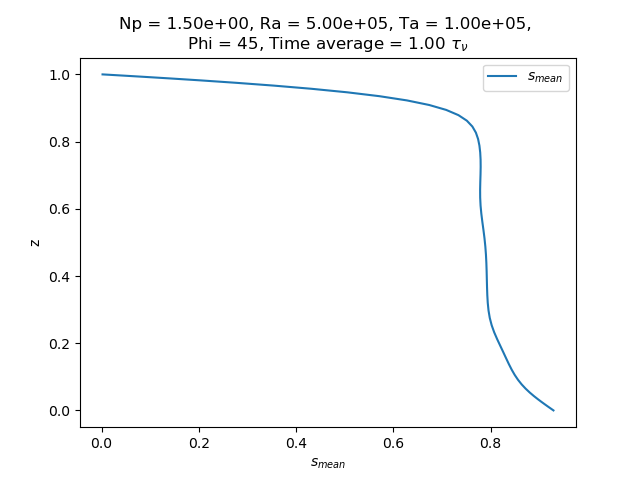 Np = 1.50e+00, Ra = 5.00e+05, Ta = 1.00e+05,
Phi = 45, Time average = 1.00 τν
s_mean
1.0
0.8
0.6
0.4
0.2
0.0
z
0.0 0.2 0.4 0.6 0.8
s_mean